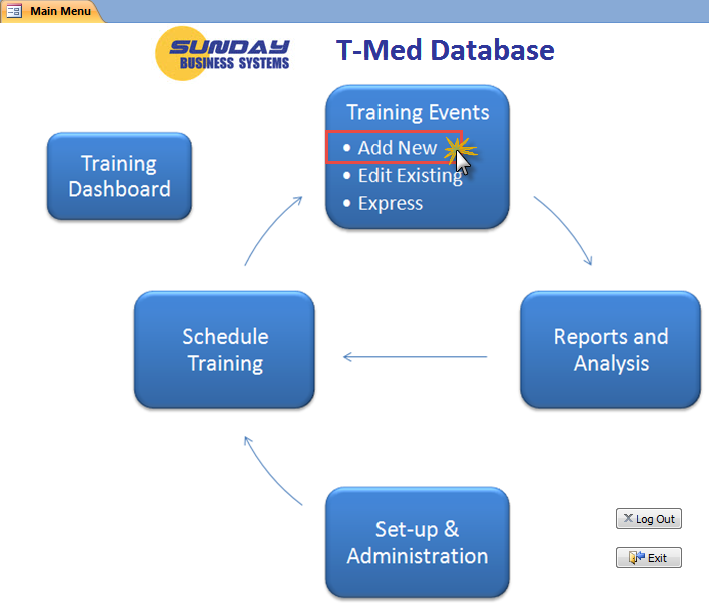 Main Menu
SUNDAY
BUSINESS SYSTEMS
T-Med Database
Training Events
• Add New
• Edit Existing
• Express
Training
Dashboard
Schedule
Training
Reports and
Analysis
Set-up &
Administration
Log Out
Exit